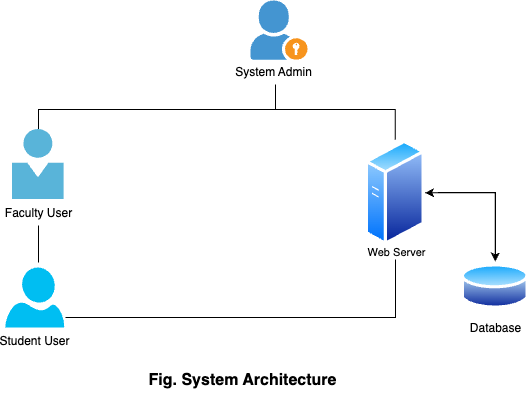 System Admin
Faculty User
Web Server
Database
Student User
Fig. System Architecture